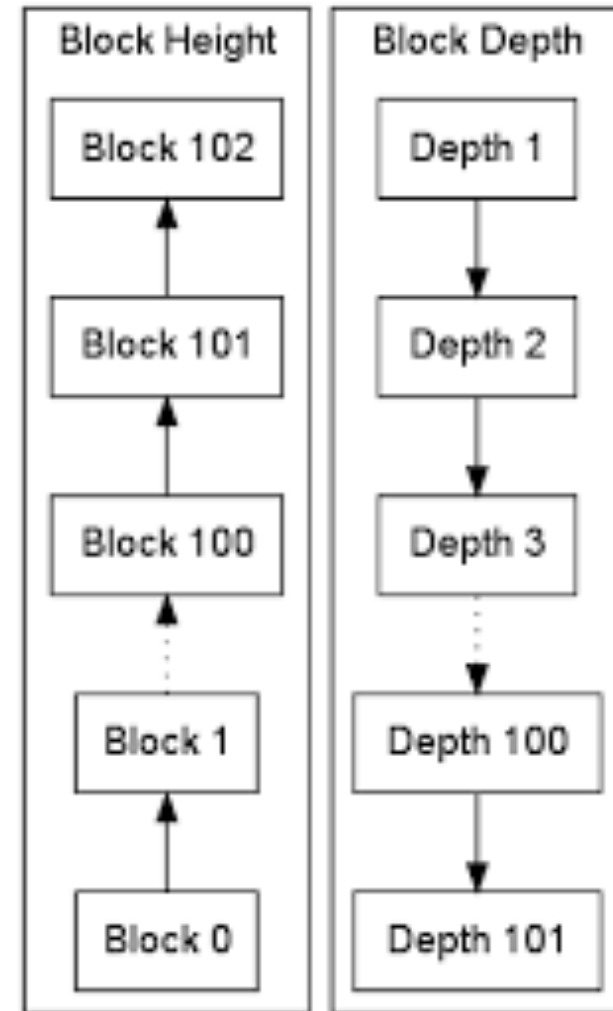 Block Height
Block 102
Block 101
Block 100
Block 1
Block 0
Block Depth
Depth 1
Depth 2
Depth 3
Depth 100
Depth 101